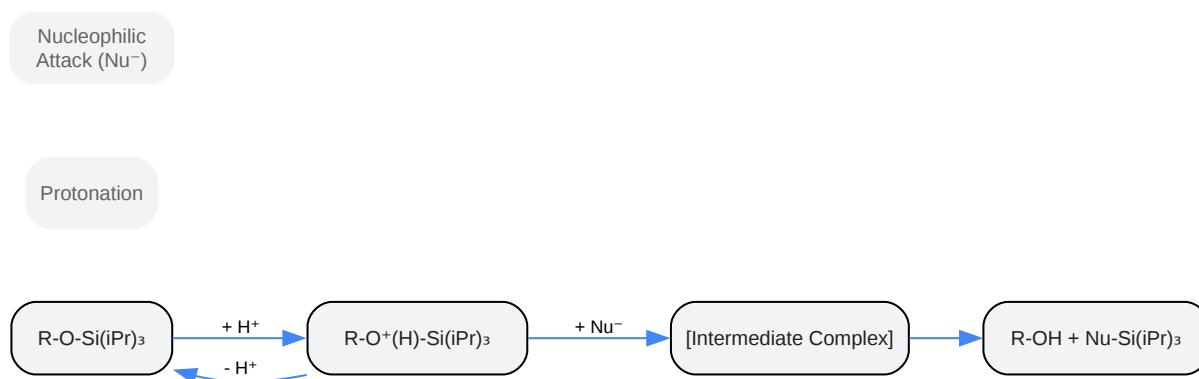 Nucleophilic
Attack (Nu⁻)
Protonation
R-O-Si(iPr)₃
+ H⁺
- H⁺
R-O⁺(H)-Si(iPr)₃
+ Nu⁻
[Intermediate Complex]
R-OH + Nu-Si(iPr)₃